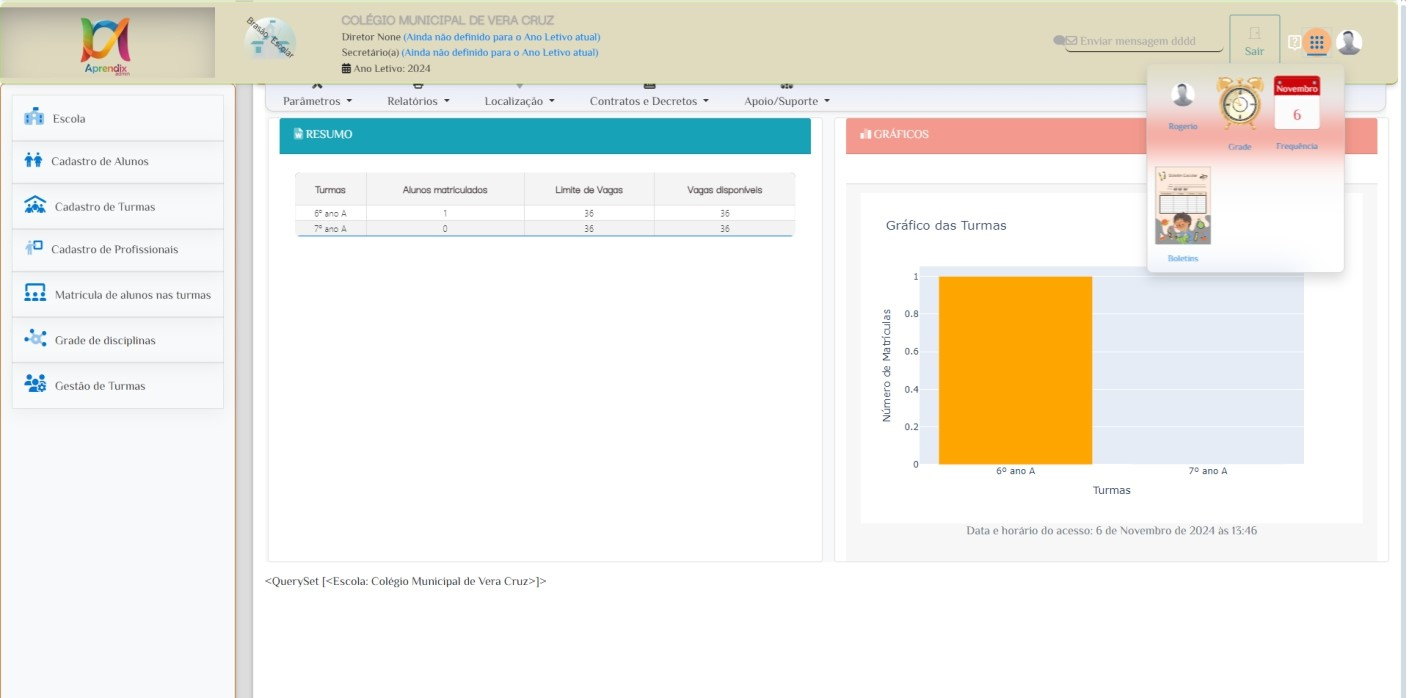 Aprendix
admin
Brasão Escolar
COLÉGIO MUNICIPAL DE VERA CRUZ
Diretor None (Ainda não definido para o Ano Letivo atual)
Secretário(a) (Ainda não definido para o Ano Letivo atual)
Ano Letivo: 2024
Enviar mensagem dddd
Sair
Rogerio
Grade
Novembro
6
Frequência
Boletins
Parâmetros
Relatórios
Localização
Contratos e Decretos
Apoio/Suporte
Escola
Cadastro de Alunos
Cadastro de Turmas
Cadastro de Profissionais
Matrícula de alunos nas turmas
Grade de disciplinas
Gestão de Turmas
RESUMO
Turmas Alunos matriculados Limite de Vagas Vagas disponíveis
6º ano A 1 36 36
7º ano A 0 36 36
GRÁFICOS
Gráfico das Turmas
Número de Matrículas
1
0.8
0.6
0.4
0.2
0
6º ano A 7º ano A
Turmas
Data e horário do acesso: 6 de Novembro de 2024 às 13:46
<QuerySet [<Escola: Colégio Municipal de Vera Cruz>]>